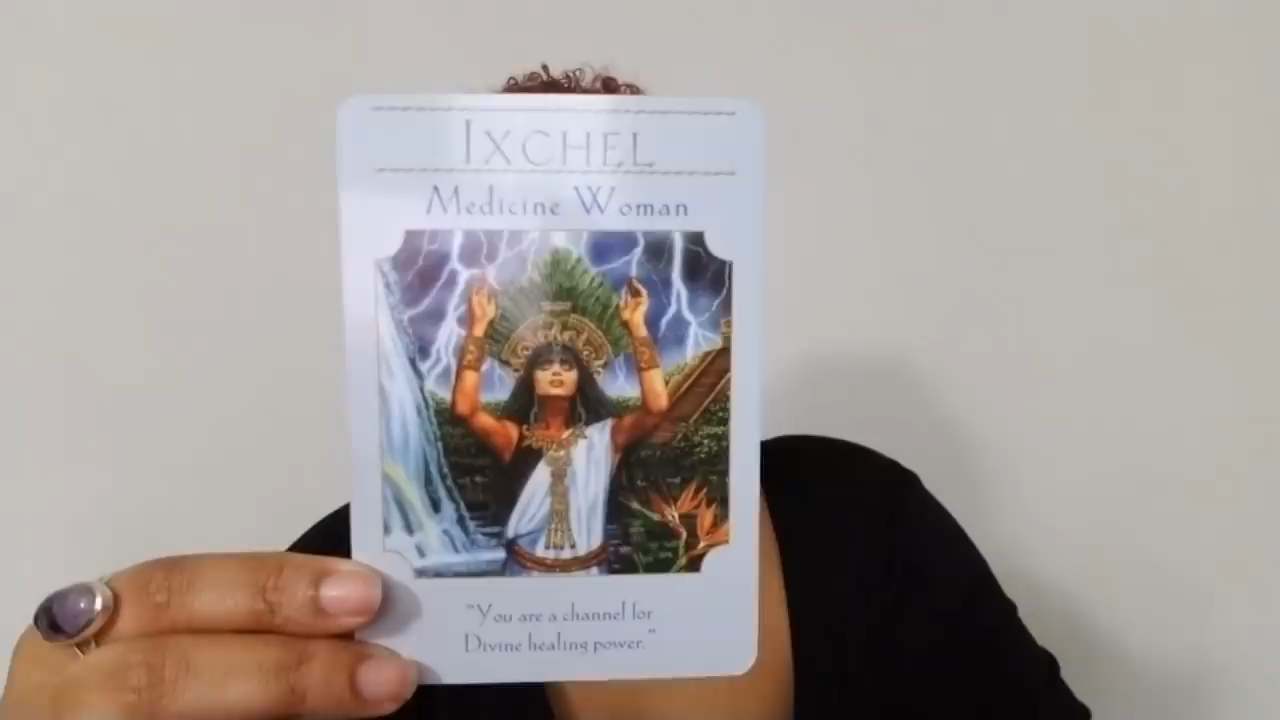 IXCHEL
Medicine Woman
"You are a channel for
Divine healing power."